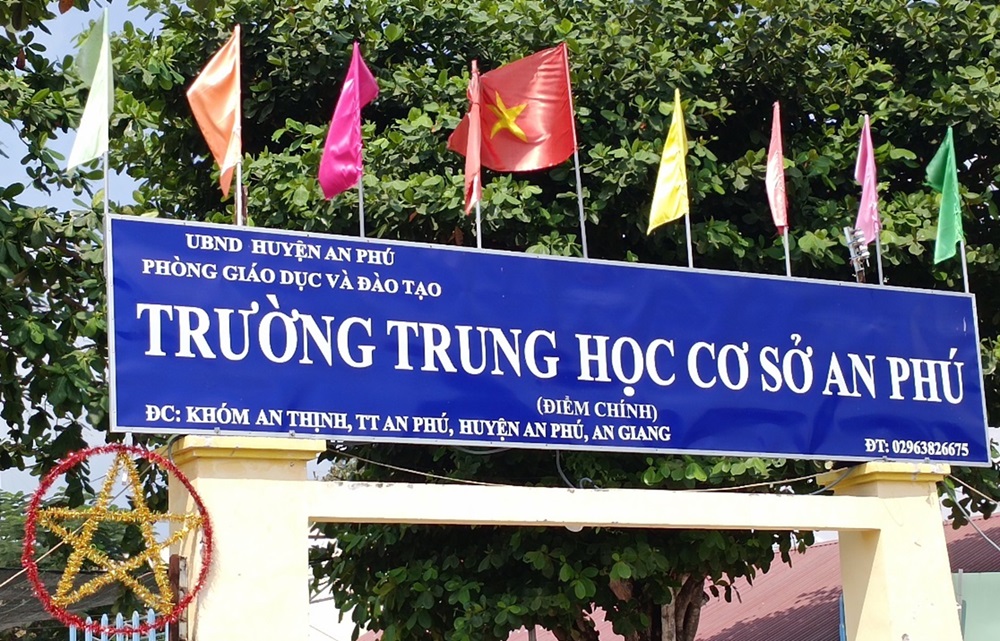 UBND HUYỆN AN PHÚ
PHÒNG GIÁO DỤC VÀ ĐÀO TẠO
TRƯỜNG TRUNG HỌC CƠ SỞ AN PHÚ
(ĐIỂM CHÍNH)
ĐC: KHÓM AN THỊNH, TT AN PHÚ, HUYỆN AN PHÚ, AN GIANG
ĐT: 02963826675